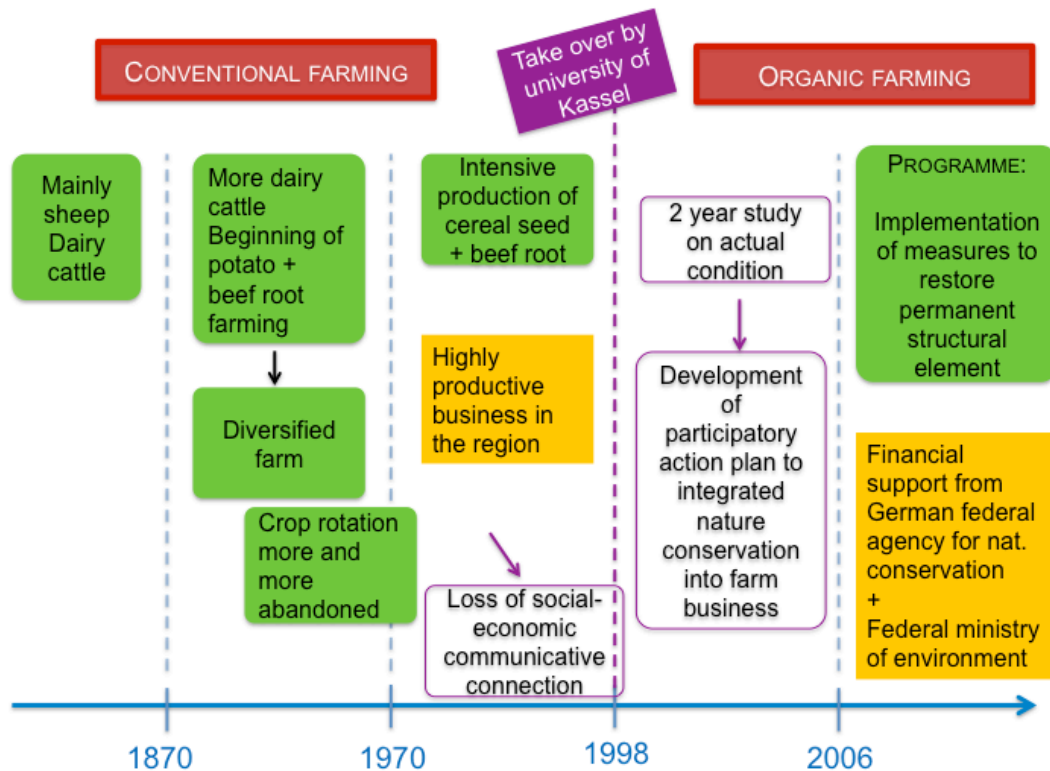 CONVENTIONAL FARMING
Take over by
university of
Kassel
ORGANIC FARMING
Mainly
sheep
Dairy
cattle
More dairy
cattle
Beginning of
potato +
beef root
farming
Diversified
farm
Crop rotation
more and
more
abandoned
Intensive
production of
cereal seed
+ beef root
Highly
productive
business in
the region
Loss of social-
economic
communicative
connection
2 year study
on actual
condition
Development
of
participatory
action plan to
integrated
nature
conservation
into farm
business
PROGRAMME:
Implementation
of measures to
restore
permanent
structural
element
Financial
support from
German federal
agency for nat.
conservation
+
Federal ministry
of environment
1870
1970
1998
2006